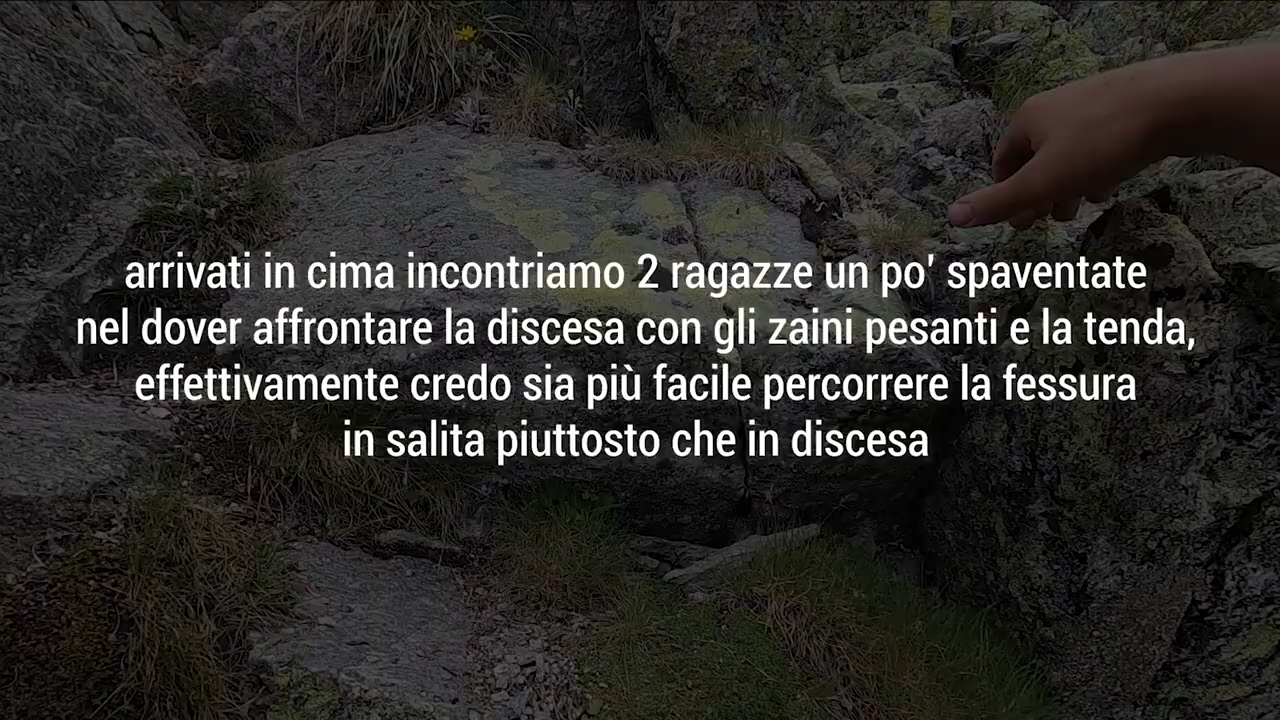 arrivati in cima incontriamo 2 ragazze un po' spaventate
nel dover affrontare la discesa con gli zaini pesanti e la tenda,
effettivamente credo sia più facile percorrere la fessura
in salita piuttosto che in discesa